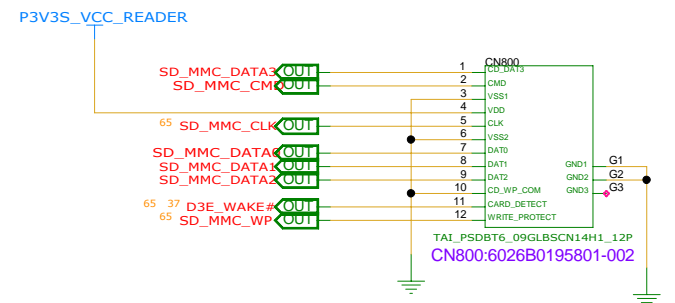 P3V3S_VCC_READER
CN800
SD_MMC_DATA3 OUT 1 CD_DAT3
SD_MMC_CMD OUT 2 CMD
3 VSS1
4 VDD
65 SD_MMC_CLK OUT 5 CLK
6 VSS2
SD_MMC_DATA0 OUT 7 DAT0
SD_MMC_DATA1 OUT 8 DAT1 GND1 G1
SD_MMC_DATA2 OUT 9 DAT2 GND2 G2
10 CD_WP_COM GND3 G3
65 37 D3E_WAKE# OUT 11 CARD_DETECT
65 SD_MMC_WP OUT 12 WRITE_PROTECT
TAI_PSDBT6_09GLBSCN14H1_12P
CN800:6026B0195801-002